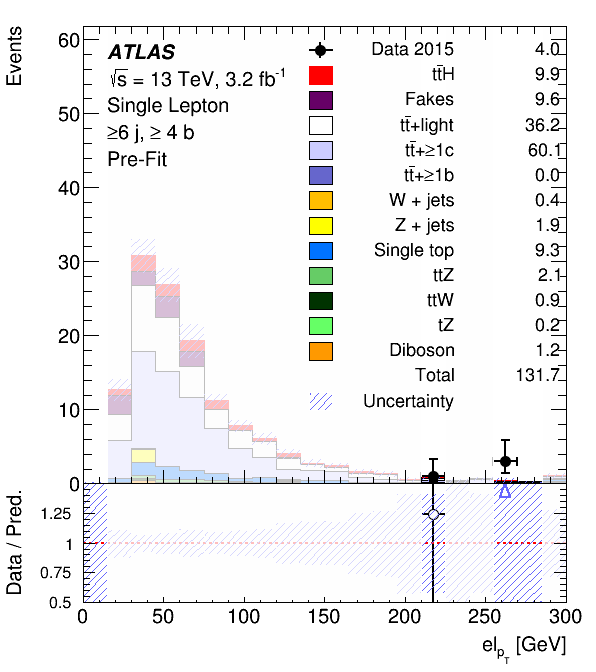 Events
60
50
40
30
20
10
0
ATLAS
√s = 13 TeV, 3.2 fb⁻¹
Single Lepton
≥6 j, ≥ 4 b
Pre-Fit
Data 2015 4.0
tt̄H 9.9
Fakes 9.6
tt̄+light 36.2
tt̄+≥1c 60.1
tt̄+≥1b 0.0
W + jets 0.4
Z + jets 1.9
Single top 9.3
ttZ 2.1
ttW 0.9
tZ 0.2
Diboson 1.2
Total 131.7
Uncertainty
Data / Pred.
1.25
1
0.75
0.5
0 50 100 150 200 250 300
el_pT [GeV]